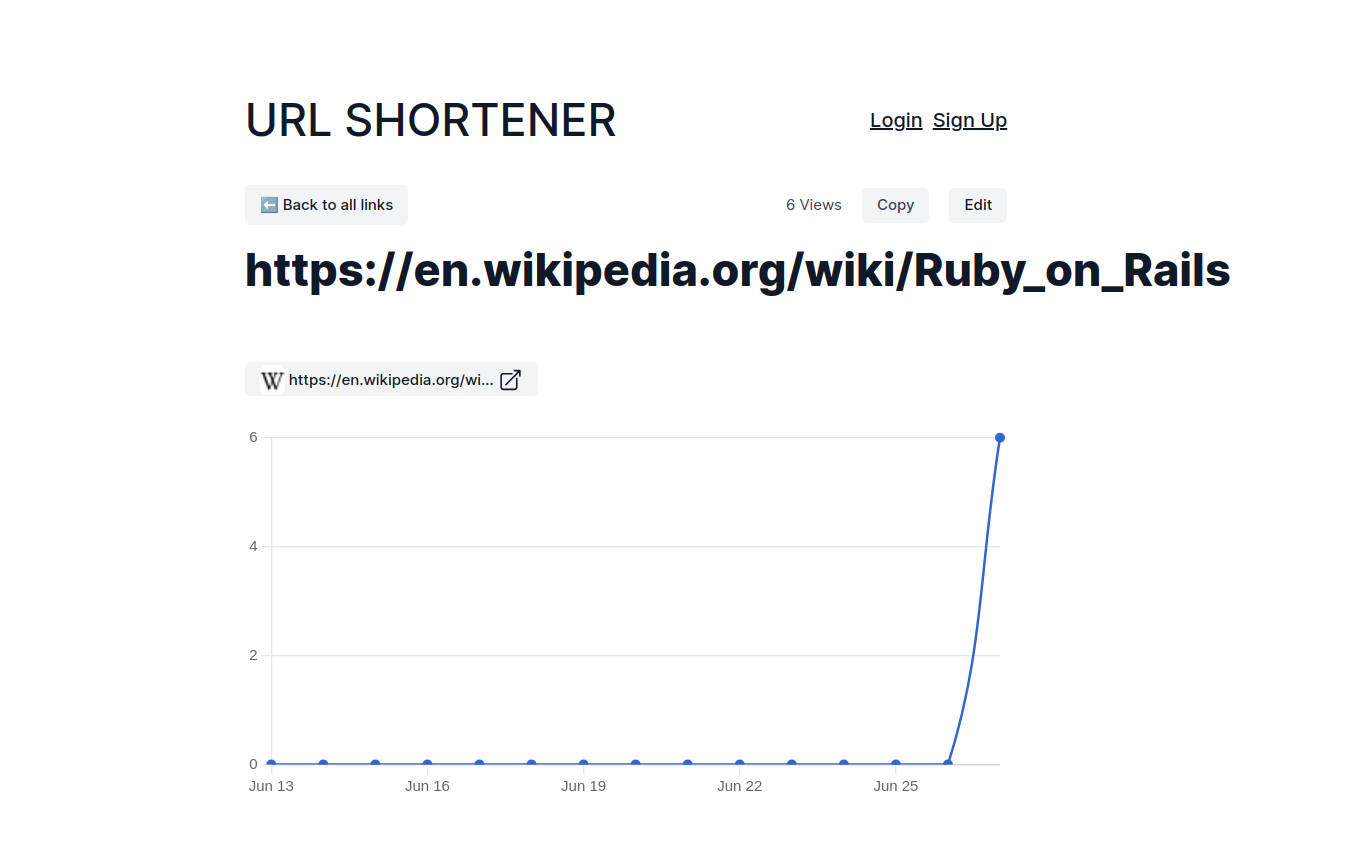 URL SHORTENER
Login Sign Up
⬅️ Back to all links
6 Views Copy Edit
https://en.wikipedia.org/wiki/Ruby_on_Rails
W https://en.wikipedia.org/wi...
6
4
2
0
Jun 13 Jun 16 Jun 19 Jun 22 Jun 25